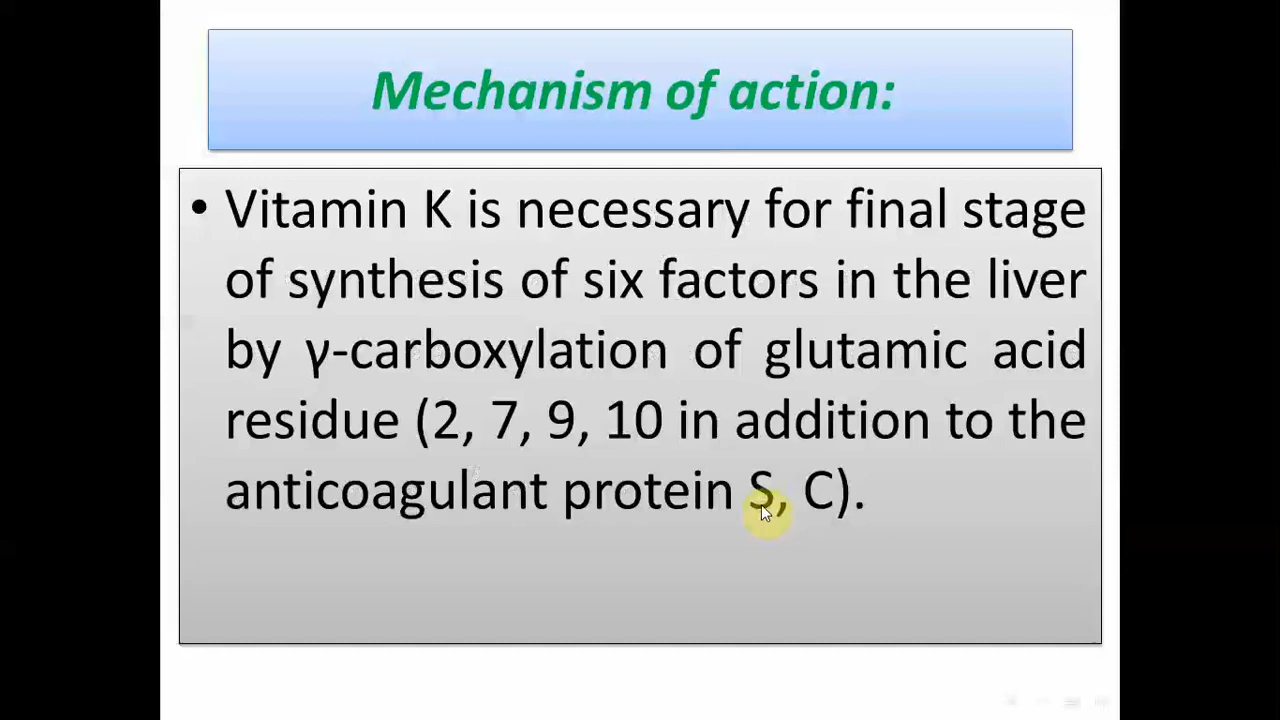 Mechanism of action:
• Vitamin K is necessary for final stage
of synthesis of six factors in the liver
by γ-carboxylation of glutamic acid
residue (2, 7, 9, 10 in addition to the
anticoagulant protein S, C).